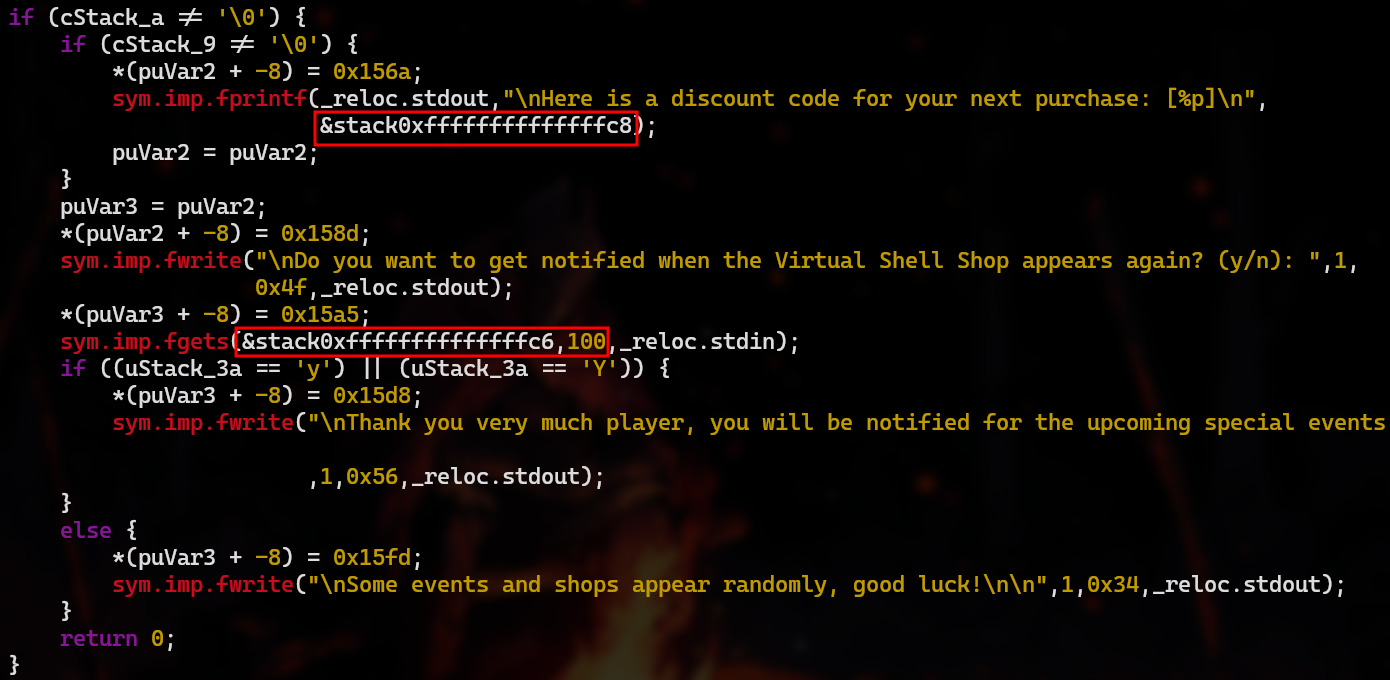 if (cStack_a ≠ '\0') {
    if (cStack_9 ≠ '\0') {
        *(puVar2 + -8) = 0x156a;
        sym.imp.fprintf(_reloc.stdout,"\nHere is a discount code for your next purchase: [%p]\n",
                        &stack0xffffffffffffffc8);
        puVar2 = puVar2;
    }
    puVar3 = puVar2;
    *(puVar2 + -8) = 0x158d;
    sym.imp.fwrite("\nDo you want to get notified when the Virtual Shell Shop appears again? (y/n): ",1,
                   0x4f,_reloc.stdout);
    *(puVar3 + -8) = 0x15a5;
    sym.imp.fgets(&stack0xffffffffffffffc6,100,_reloc.stdin);
    if ((uStack_3a == 'y') || (uStack_3a == 'Y')) {
        *(puVar3 + -8) = 0x15d8;
        sym.imp.fwrite("\nThank you very much player, you will be notified for the upcoming special events
                       ,1,0x56,_reloc.stdout);
    }
    else {
        *(puVar3 + -8) = 0x15fd;
        sym.imp.fwrite("\nSome events and shops appear randomly, good luck!\n\n",1,0x34,_reloc.stdout);
    }
    return 0;
}